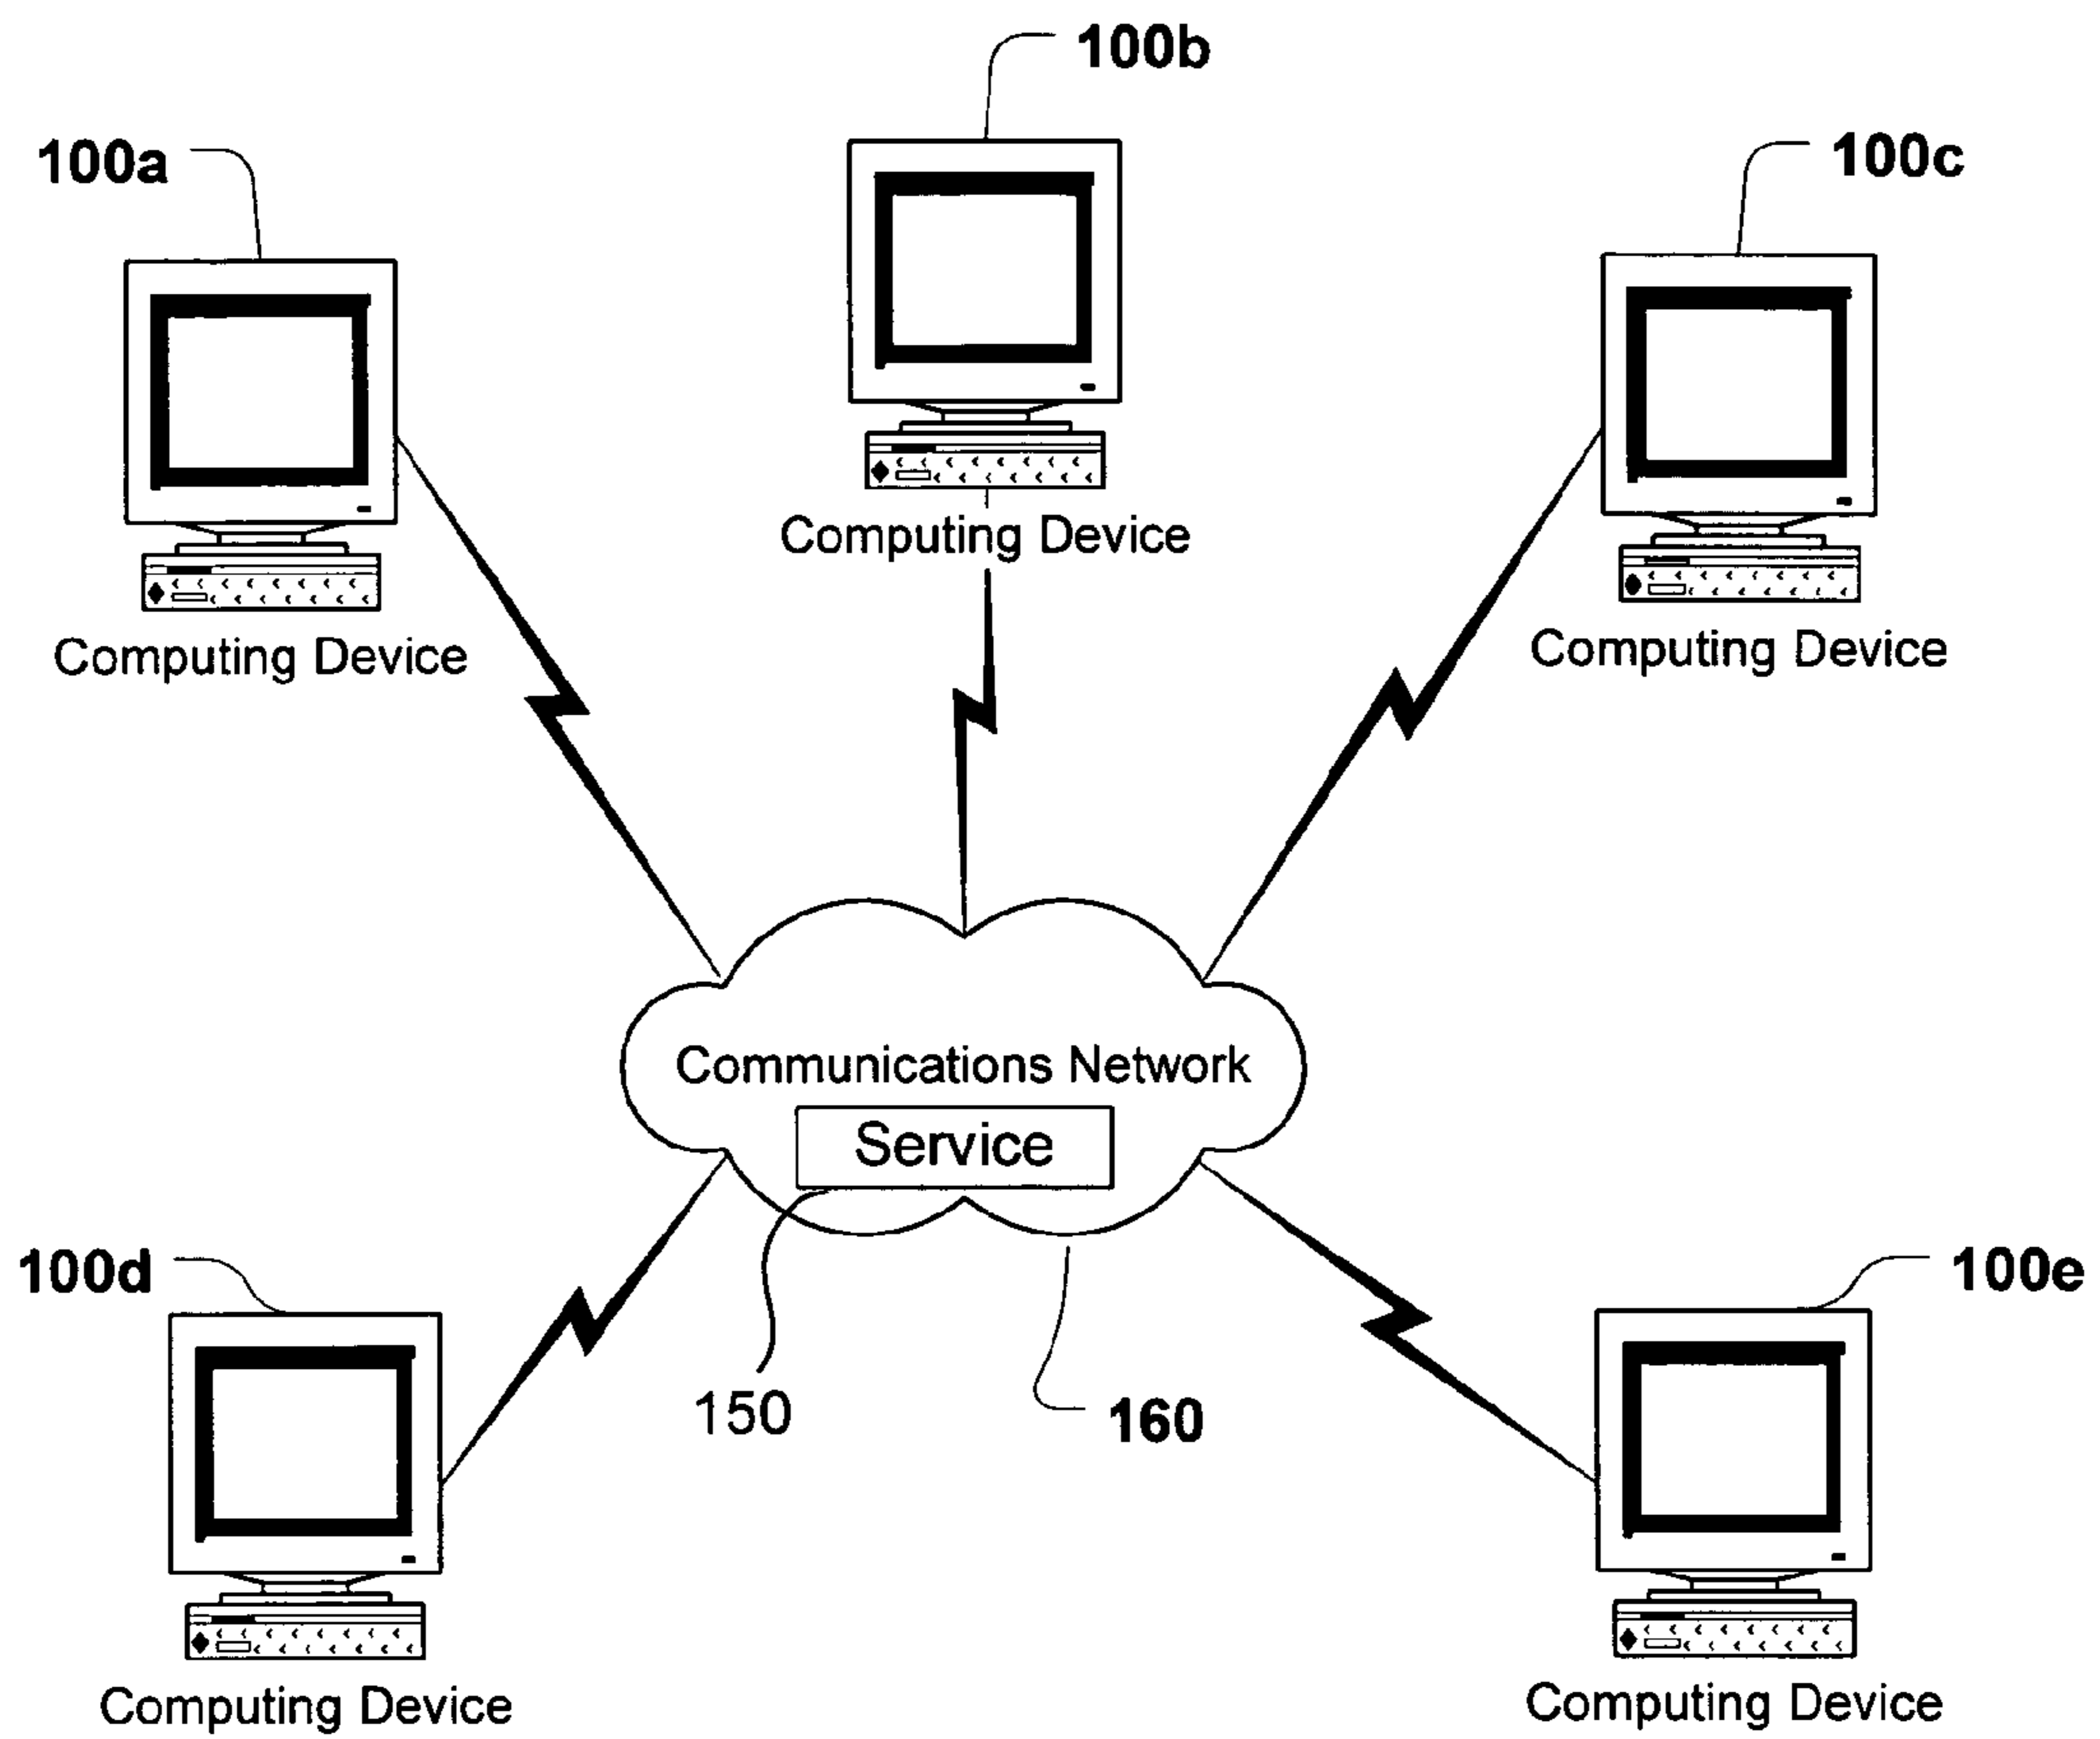 100b
100a
100c
Computing Device
Computing Device
Computing Device
Communications Network
Service
100d
100e
150
160
Computing Device
Computing Device